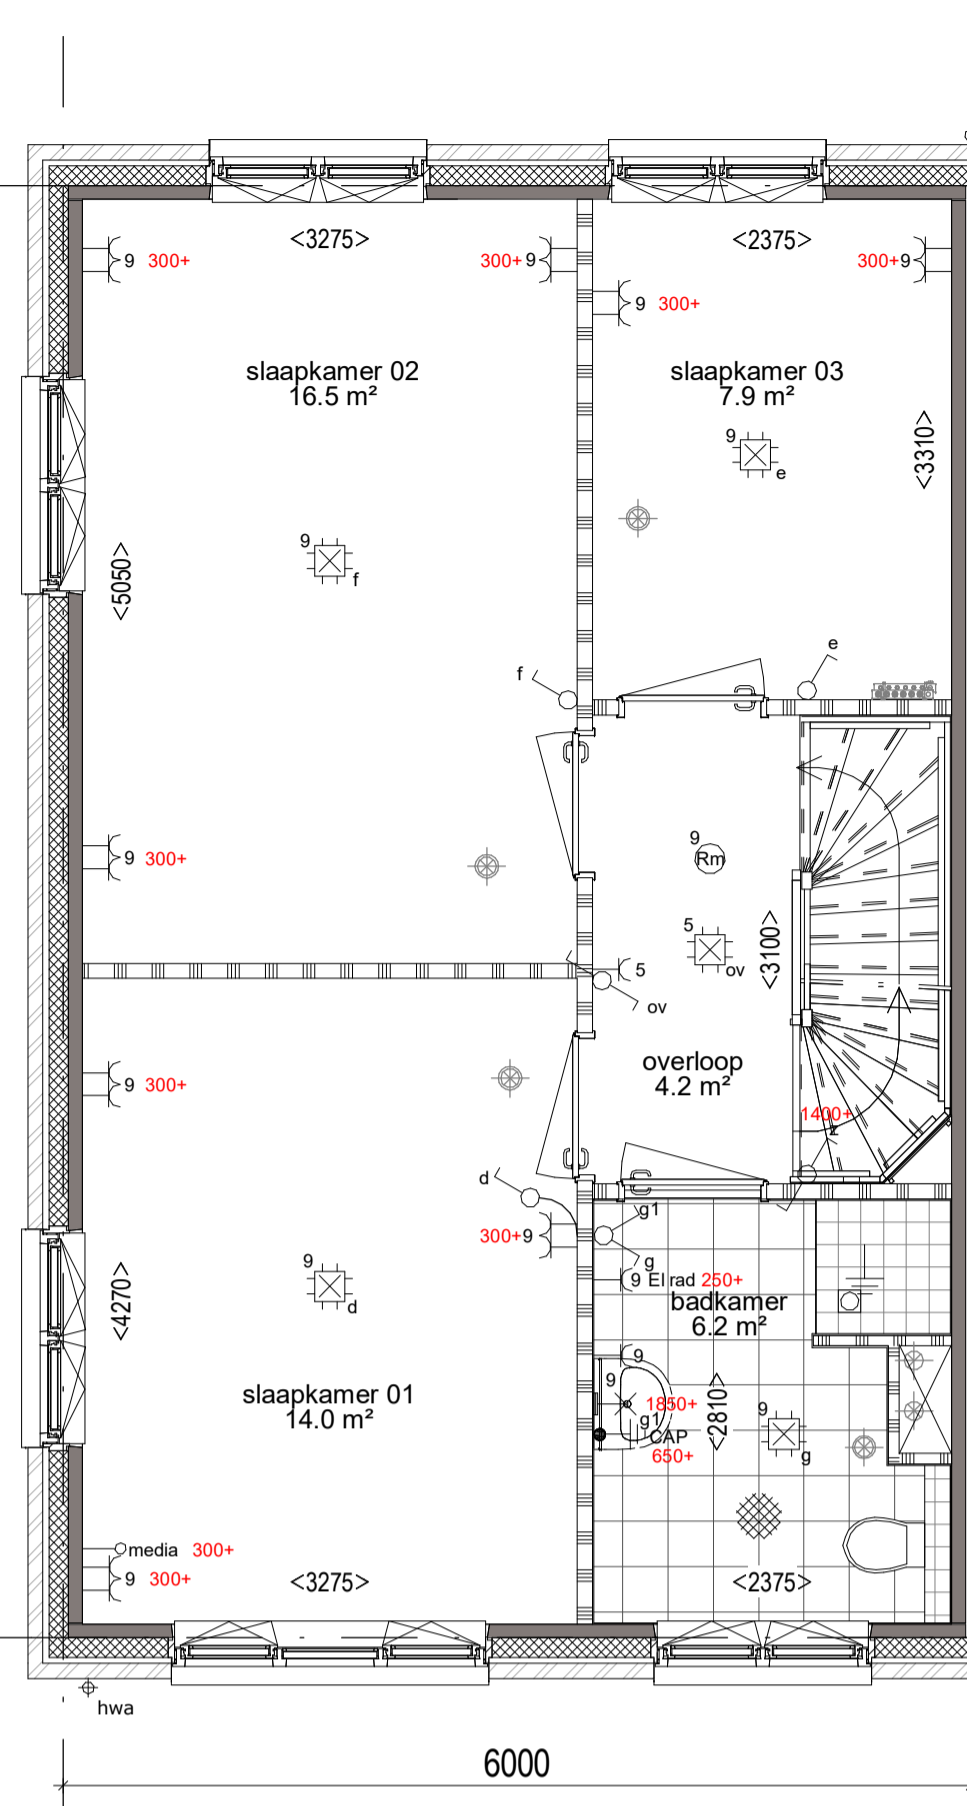 <3275>
<2375>
9 300+
300+ 9
300+ 9
9 300+
slaapkamer 02
16.5 m²
slaapkamer 03
7.9 m²
9
e
<3310>
9
f
<5050>
f
e
9
Rm
9 300+
5
ov
<3100>
5
ov
overloop
4.2 m²
9 300+
1400+
d
g1
300+ 9
g
9 El rad 250+
9
d
<4270>
badkamer
6.2 m²
9
9
slaapkamer 01
14.0 m²
1850+
g1
CAP
650+
<2810>
9
g
media 300+
9 300+
<3275>
<2375>
hwa
6000